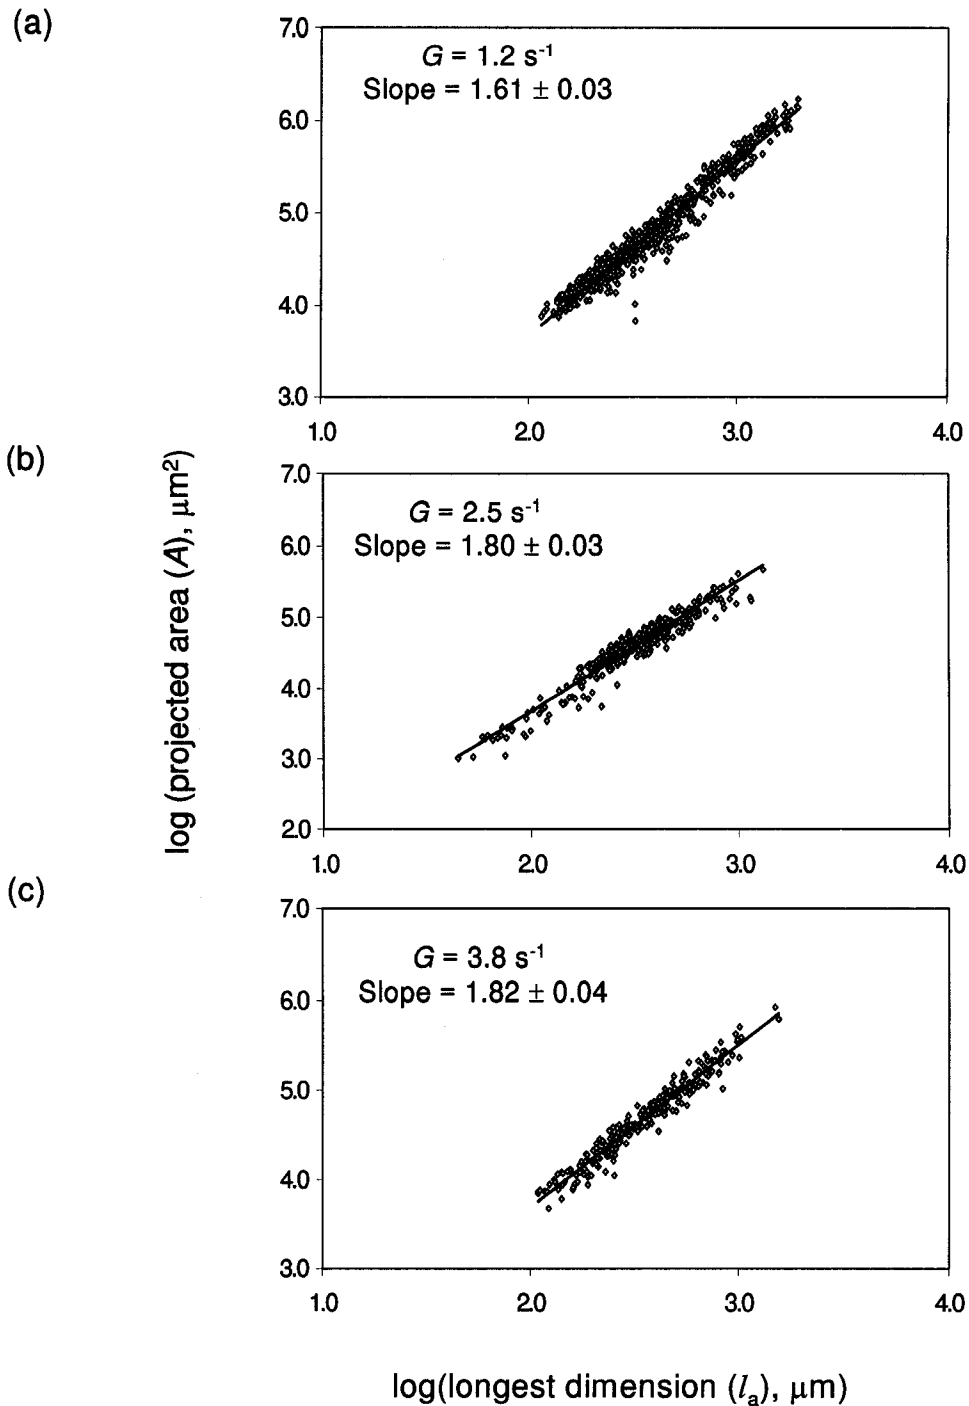 (a)
7.0
G = 1.2 s⁻¹
Slope = 1.61 ± 0.03
6.0
5.0
4.0
3.0
1.0 2.0 3.0 4.0
(b)
7.0
G = 2.5 s⁻¹
Slope = 1.80 ± 0.03
6.0
5.0
4.0
3.0
2.0
1.0 2.0 3.0 4.0
log (projected area (A), μm²)
(c)
7.0
G = 3.8 s⁻¹
Slope = 1.82 ± 0.04
6.0
5.0
4.0
3.0
1.0 2.0 3.0 4.0
log(longest dimension (lₐ), μm)